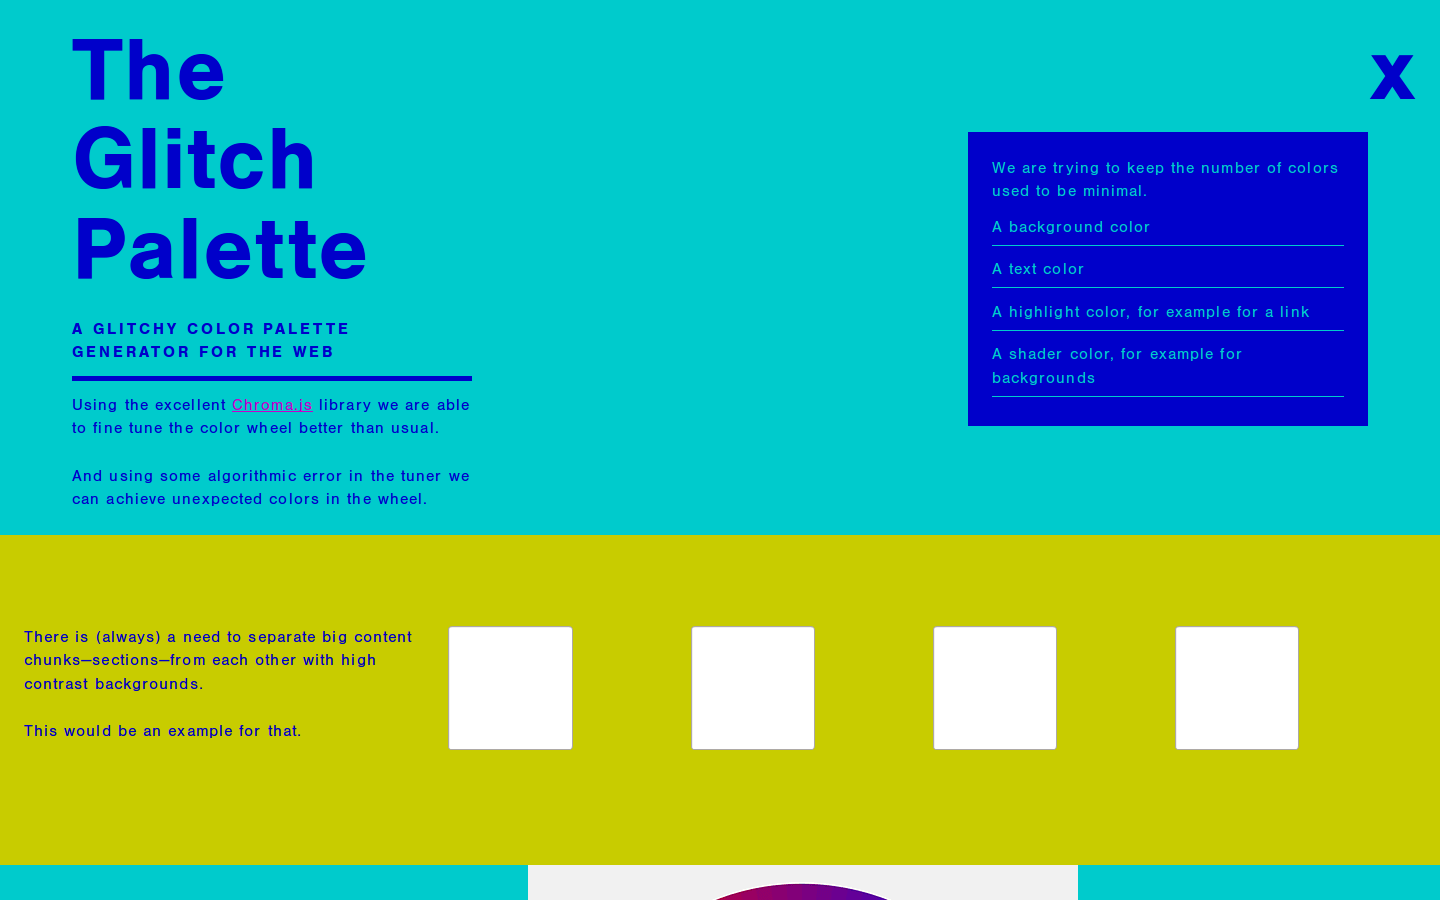 The
Glitch
Palette
A GLITCHY COLOR PALETTE
GENERATOR FOR THE WEB
Using the excellent Chroma.js library we are able
to fine tune the color wheel better than usual.
And using some algorithmic error in the tuner we
can achieve unexpected colors in the wheel.
x
We are trying to keep the number of colors
used to be minimal.
A background color
A text color
A highlight color, for example for a link
A shader color, for example for
backgrounds
There is (always) a need to separate big content
chunks—sections—from each other with high
contrast backgrounds.
This would be an example for that.